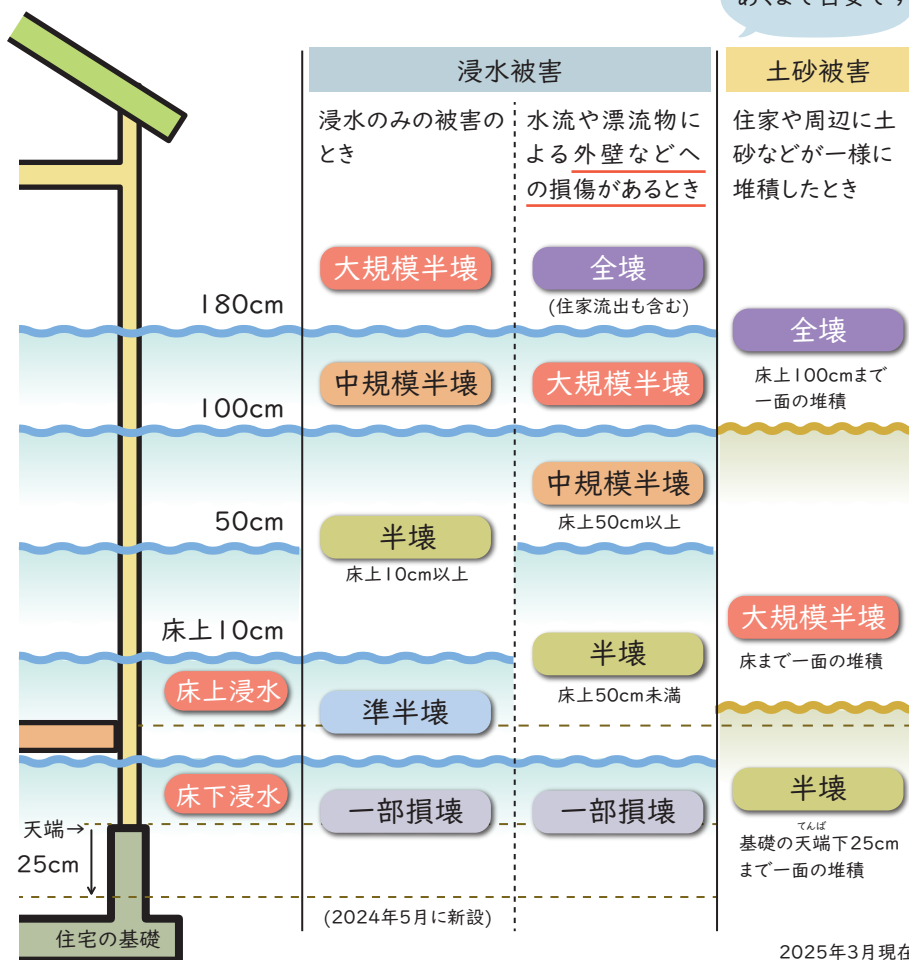 浸水被害
浸水のみの被害の
とき
水流や漂流物に
よる外壁などへ
の損傷があるとき
土砂被害
住家や周辺に土
砂などが一様に
堆積したとき
180cm
100cm
50cm
床上10cm
床上浸水
床下浸水
天端→
25cm
住宅の基礎
大規模半壊
中規模半壊
半壊
床上10cm以上
準半壊
一部損壊
(2024年5月に新設)
全壊
(住家流出も含む)
大規模半壊
中規模半壊
床上50cm以上
半壊
床上50cm未満
一部損壊
全壊
床上100cmまで
一面の堆積
大規模半壊
床まで一面の堆積
半壊
てんば
基礎の天端下25cm
まで一面の堆積
2025年3月現在